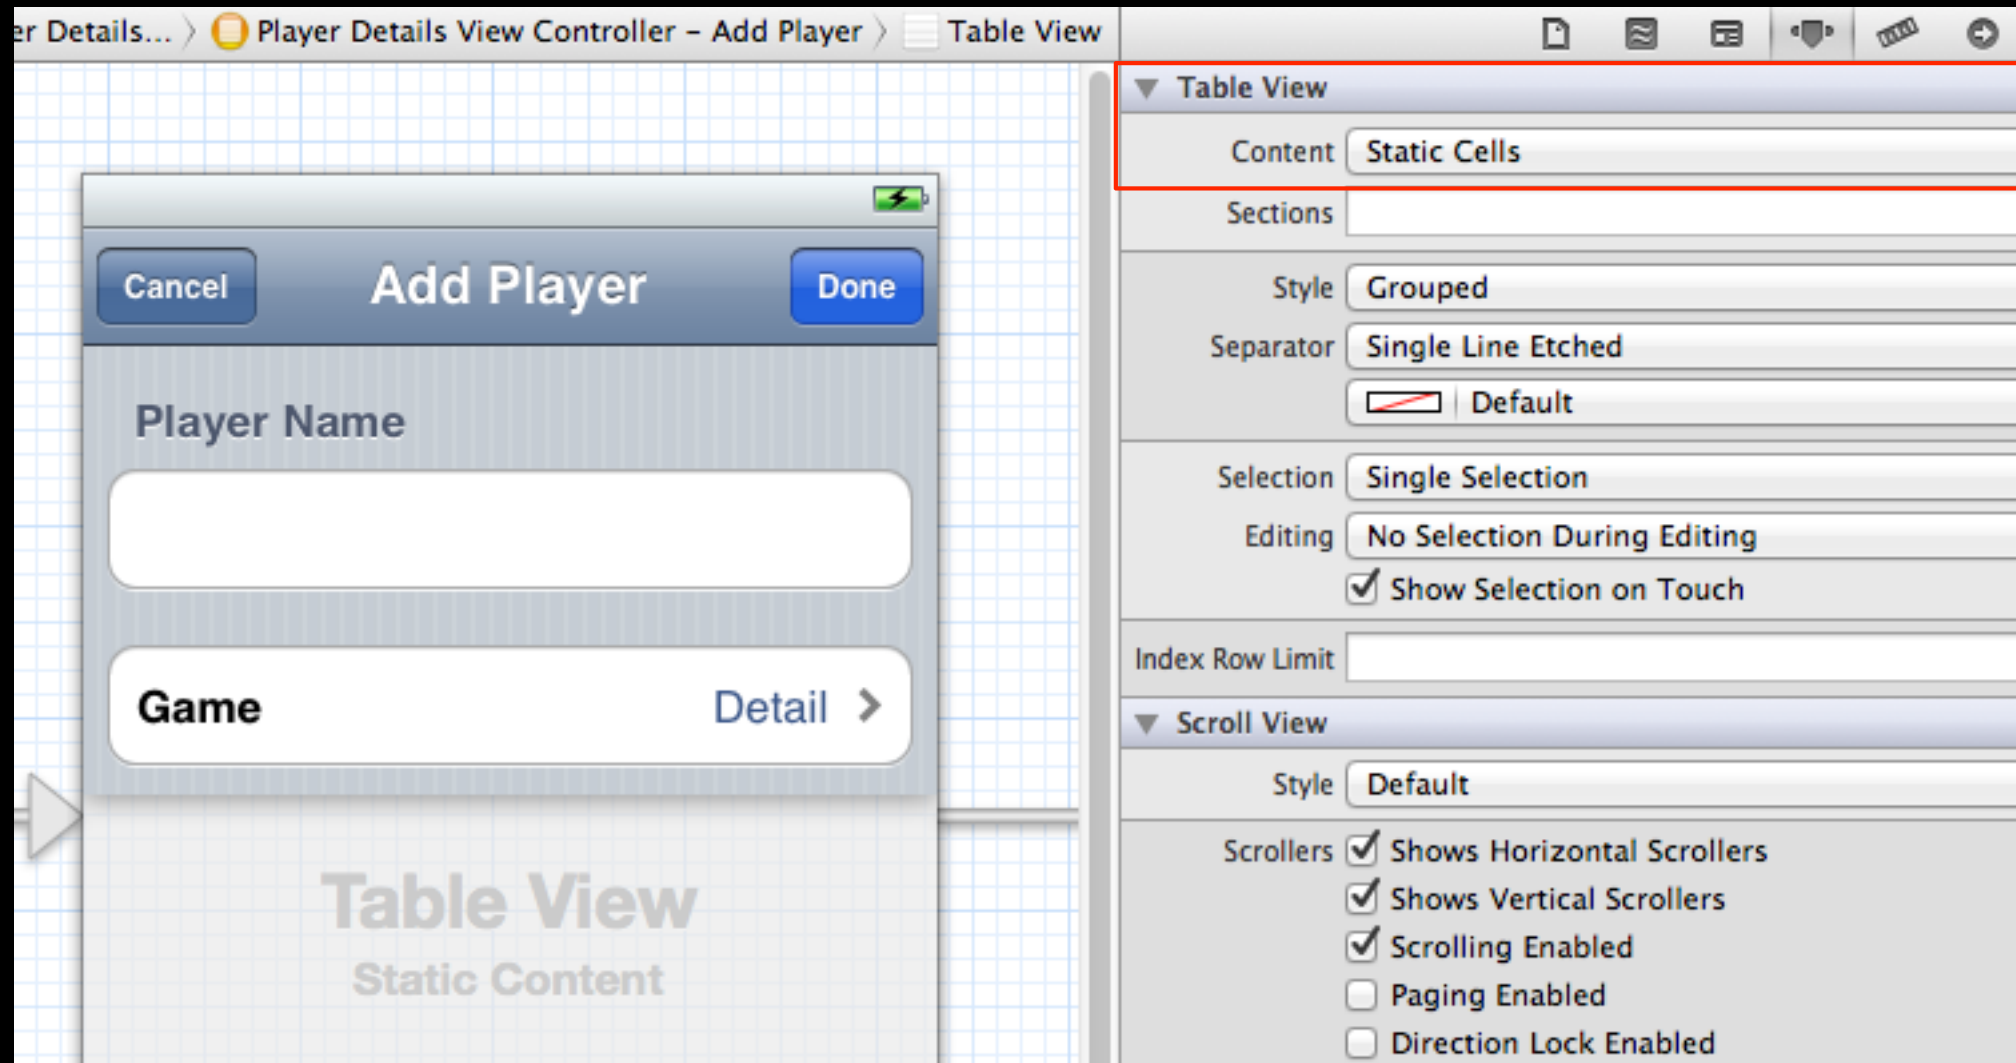 er Details... Player Details View Controller – Add Player Table View
Cancel Add Player Done
Player Name
Game Detail
Table View
Static Content
Table View
Content Static Cells
Sections
Style Grouped
Separator Single Line Etched
Default
Selection Single Selection
Editing No Selection During Editing
Show Selection on Touch
Index Row Limit
Scroll View
Style Default
Scrollers Shows Horizontal Scrollers
Shows Vertical Scrollers
Scrolling Enabled
Paging Enabled
Direction Lock Enabled